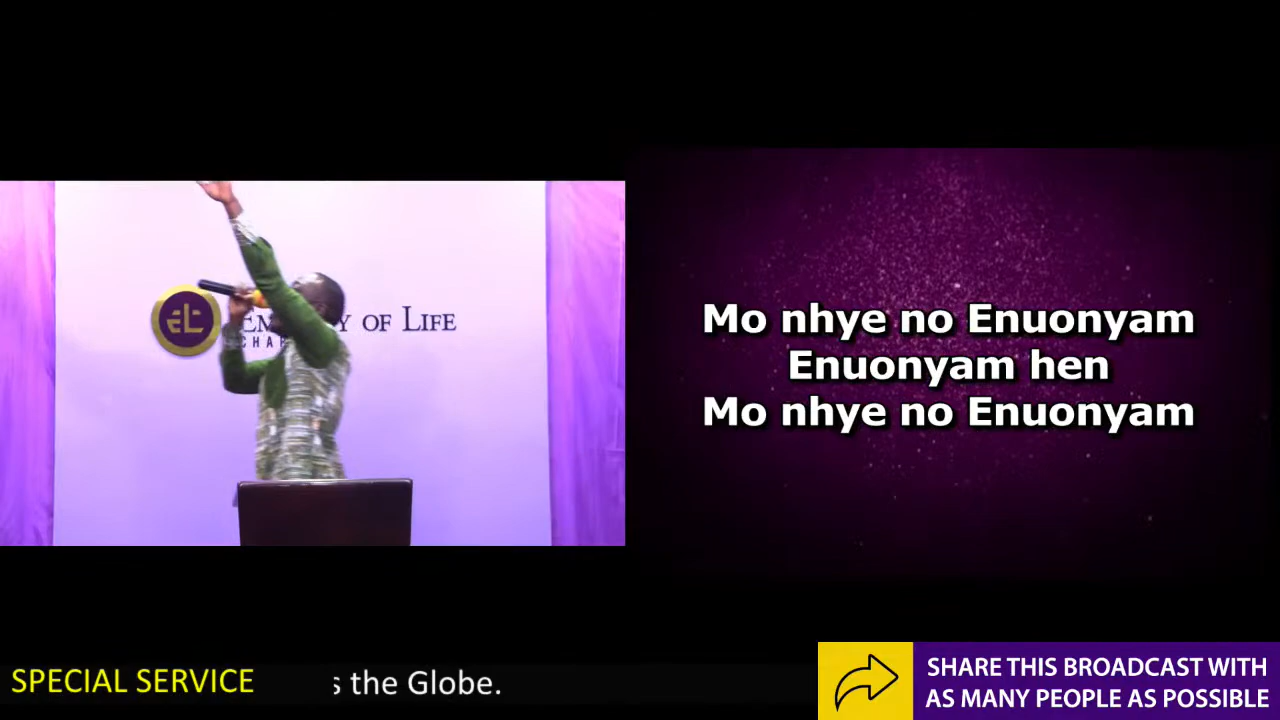 OF LIFE
Mo nhye no Enuonyam
Enuonyam hen
Mo nhye no Enuonyam
SPECIAL SERVICE
s the Globe.
SHARE THIS BROADCAST WITH
AS MANY PEOPLE AS POSSIBLE